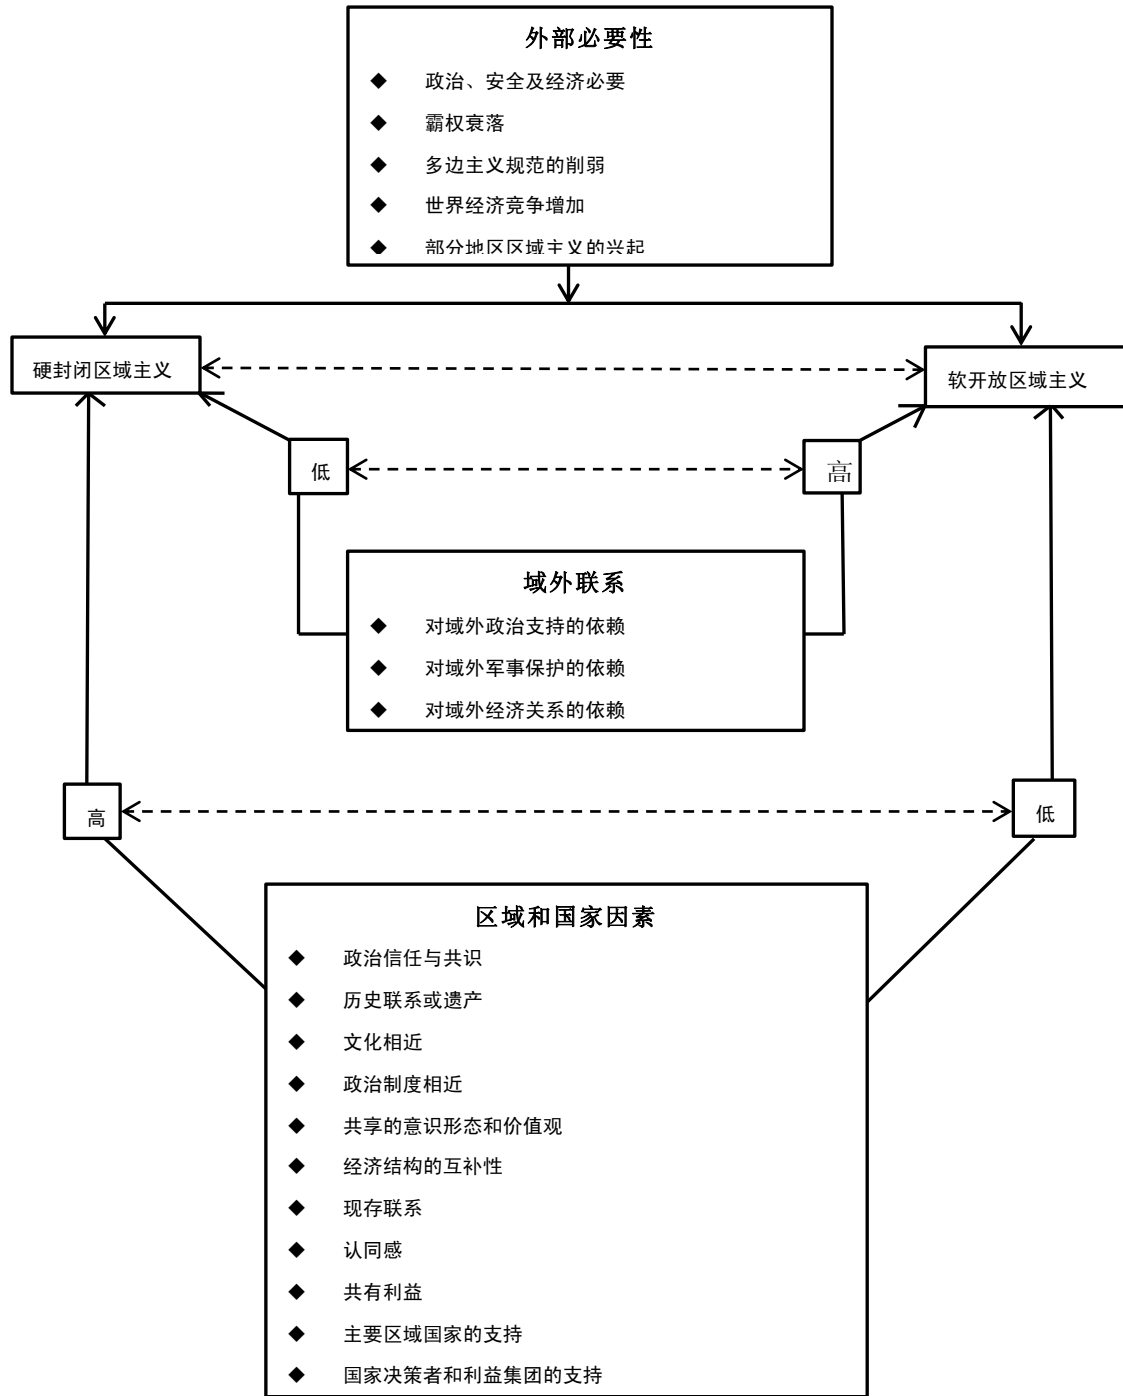 外部必要性
◆ 政治、安全及经济必要
◆ 霸权衰落
◆ 多边主义规范的削弱
◆ 世界经济竞争增加
◆ 部分地区区域主义的兴起
硬封闭区域主义
软开放区域主义
低
高
域外联系
◆ 对域外政治支持的依赖
◆ 对域外军事保护的依赖
◆ 对域外经济关系的依赖
高
低
区域和国家因素
◆ 政治信任与共识
◆ 历史联系或遗产
◆ 文化相近
◆ 政治制度相近
◆ 共享的意识形态和价值观
◆ 经济结构的互补性
◆ 现存联系
◆ 认同感
◆ 共有利益
◆ 主要区域国家的支持
◆ 国家决策者和利益集团的支持